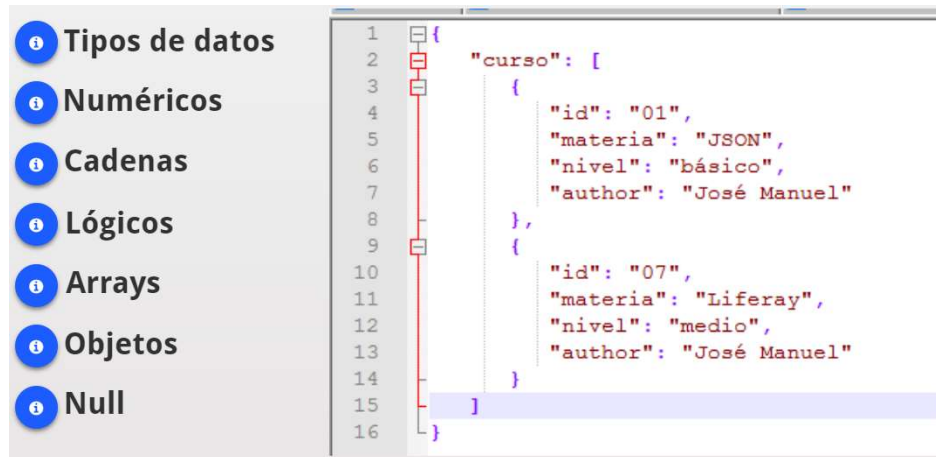 Tipos de datos
Numéricos
Cadenas
Lógicos
Arrays
Objetos
Null
1 {
2 "curso": [
3 {
4 "id": "01",
5 "materia": "JSON",
6 "nivel": "básico",
7 "author": "José Manuel"
8 },
9 {
10 "id": "07",
11 "materia": "Liferay",
12 "nivel": "medio",
13 "author": "José Manuel"
14 }
15 ]
16 }